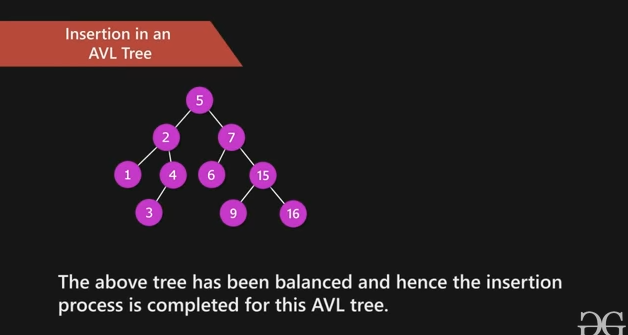 Insertion in an
AVL Tree
5
2
7
1
4
6
15
3
9
16
The above tree has been balanced and hence the insertion
process is completed for this AVL tree.